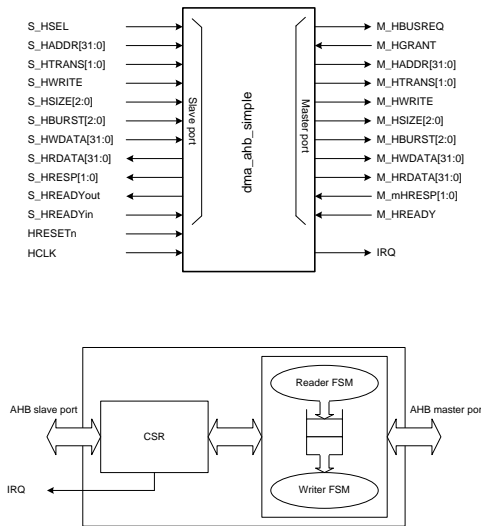 S_HSEL
S_HADDR[31:0]
S_HTRANS[1:0]
S_HWRITE
S_HSIZE[2:0]
S_HBURST[2:0]
S_HWDATA[31:0]
S_HRDATA[31:0]
S_HRESP[1:0]
S_HREADYout
S_HREADYin
HRESETn
HCLK
Slave port
dma_ahb_simple
Master port
M_HBUSREQ
M_HGRANT
M_HADDR[31:0]
M_HTRANS[1:0]
M_HWRITE
M_HSIZE[2:0]
M_HBURST[2:0]
M_HWDATA[31:0]
M_HRDATA[31:0]
M_mHRESP[1:0]
M_HREADY
IRQ
AHB slave port
CSR
IRQ
Reader FSM
Writer FSM
AHB master port